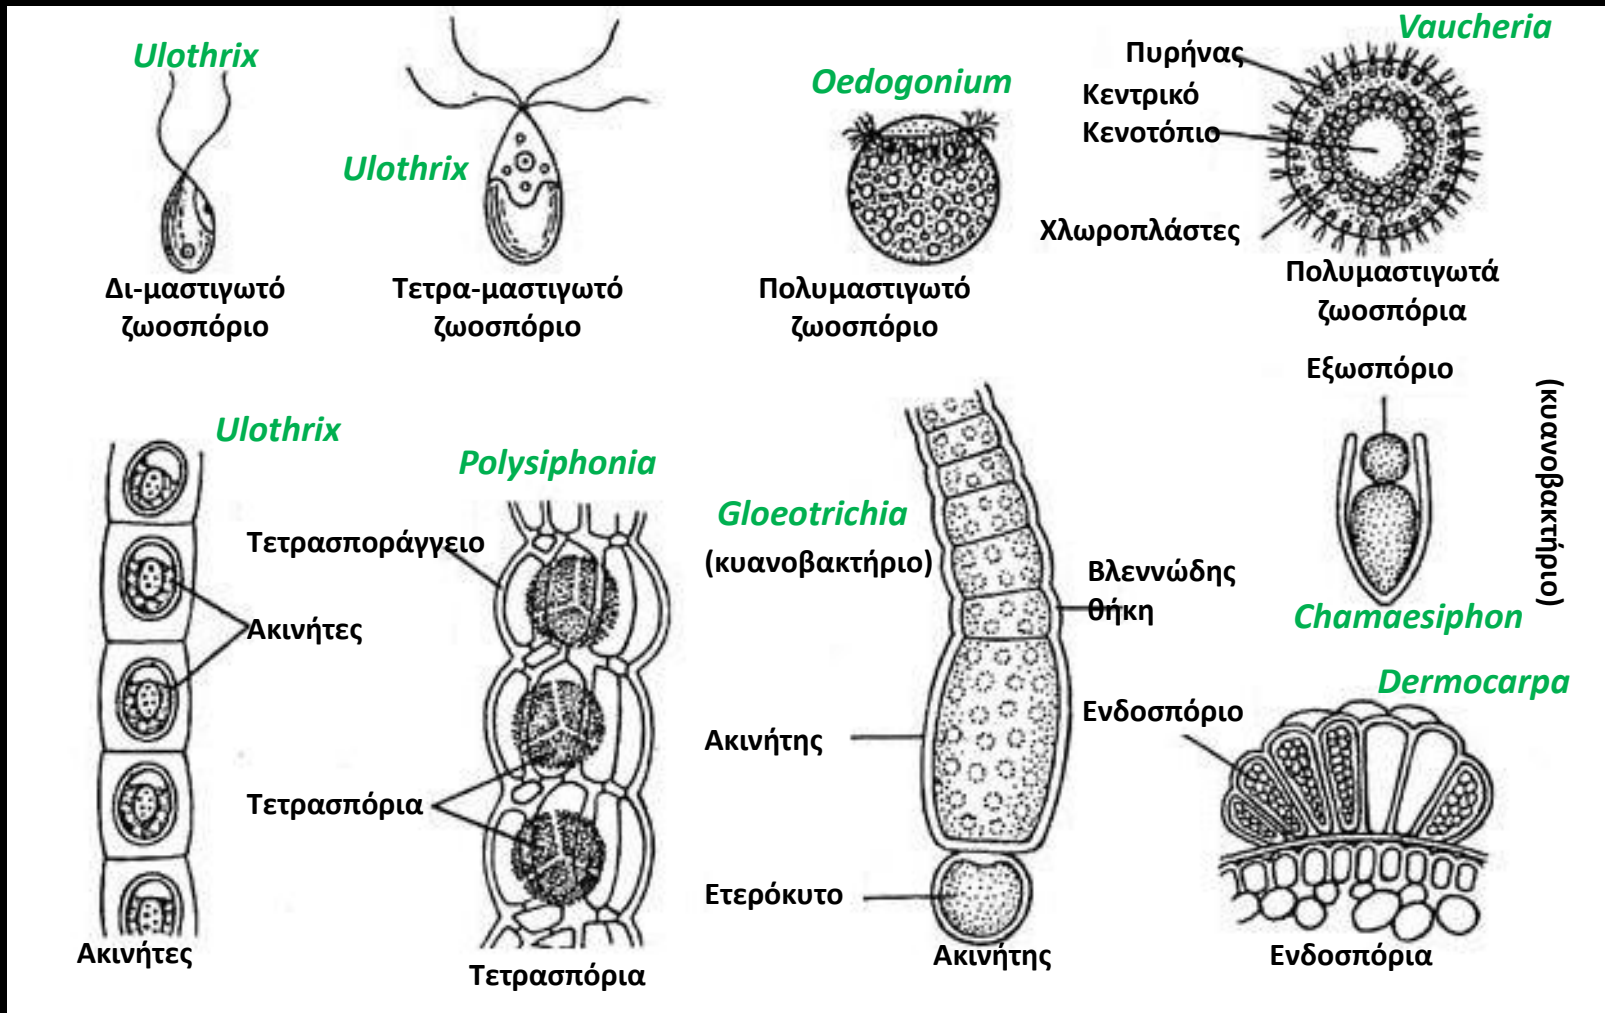 Ulothrix
Δι-μαστιγωτό
ζωοσπόριο
Ulothrix
Τετρα-μαστιγωτό
ζωοσπόριο
Oedogonium
Πολυμαστιγωτό
ζωοσπόριο
Vaucheria
Πυρήνας
Κεντρικό
Κενοτόπιο
Χλωροπλάστες
Πολυμαστιγωτά
ζωοσπόρια
Ulothrix
Ακινήτες
Ακινήτες
Polysiphonia
Τετρασποράγγειο
Τετρασπόρια
Τετρασπόρια
Gloeotrichia
(κυανοβακτήριο)
Βλεννώδης
θήκη
Ακινήτης
Ετερόκυτο
Ακινήτης
Εξωσπόριο
(κυανοβακτήριο)
Chamaesiphon
Dermocarpa
Ενδοσπόριο
Ενδοσπόρια